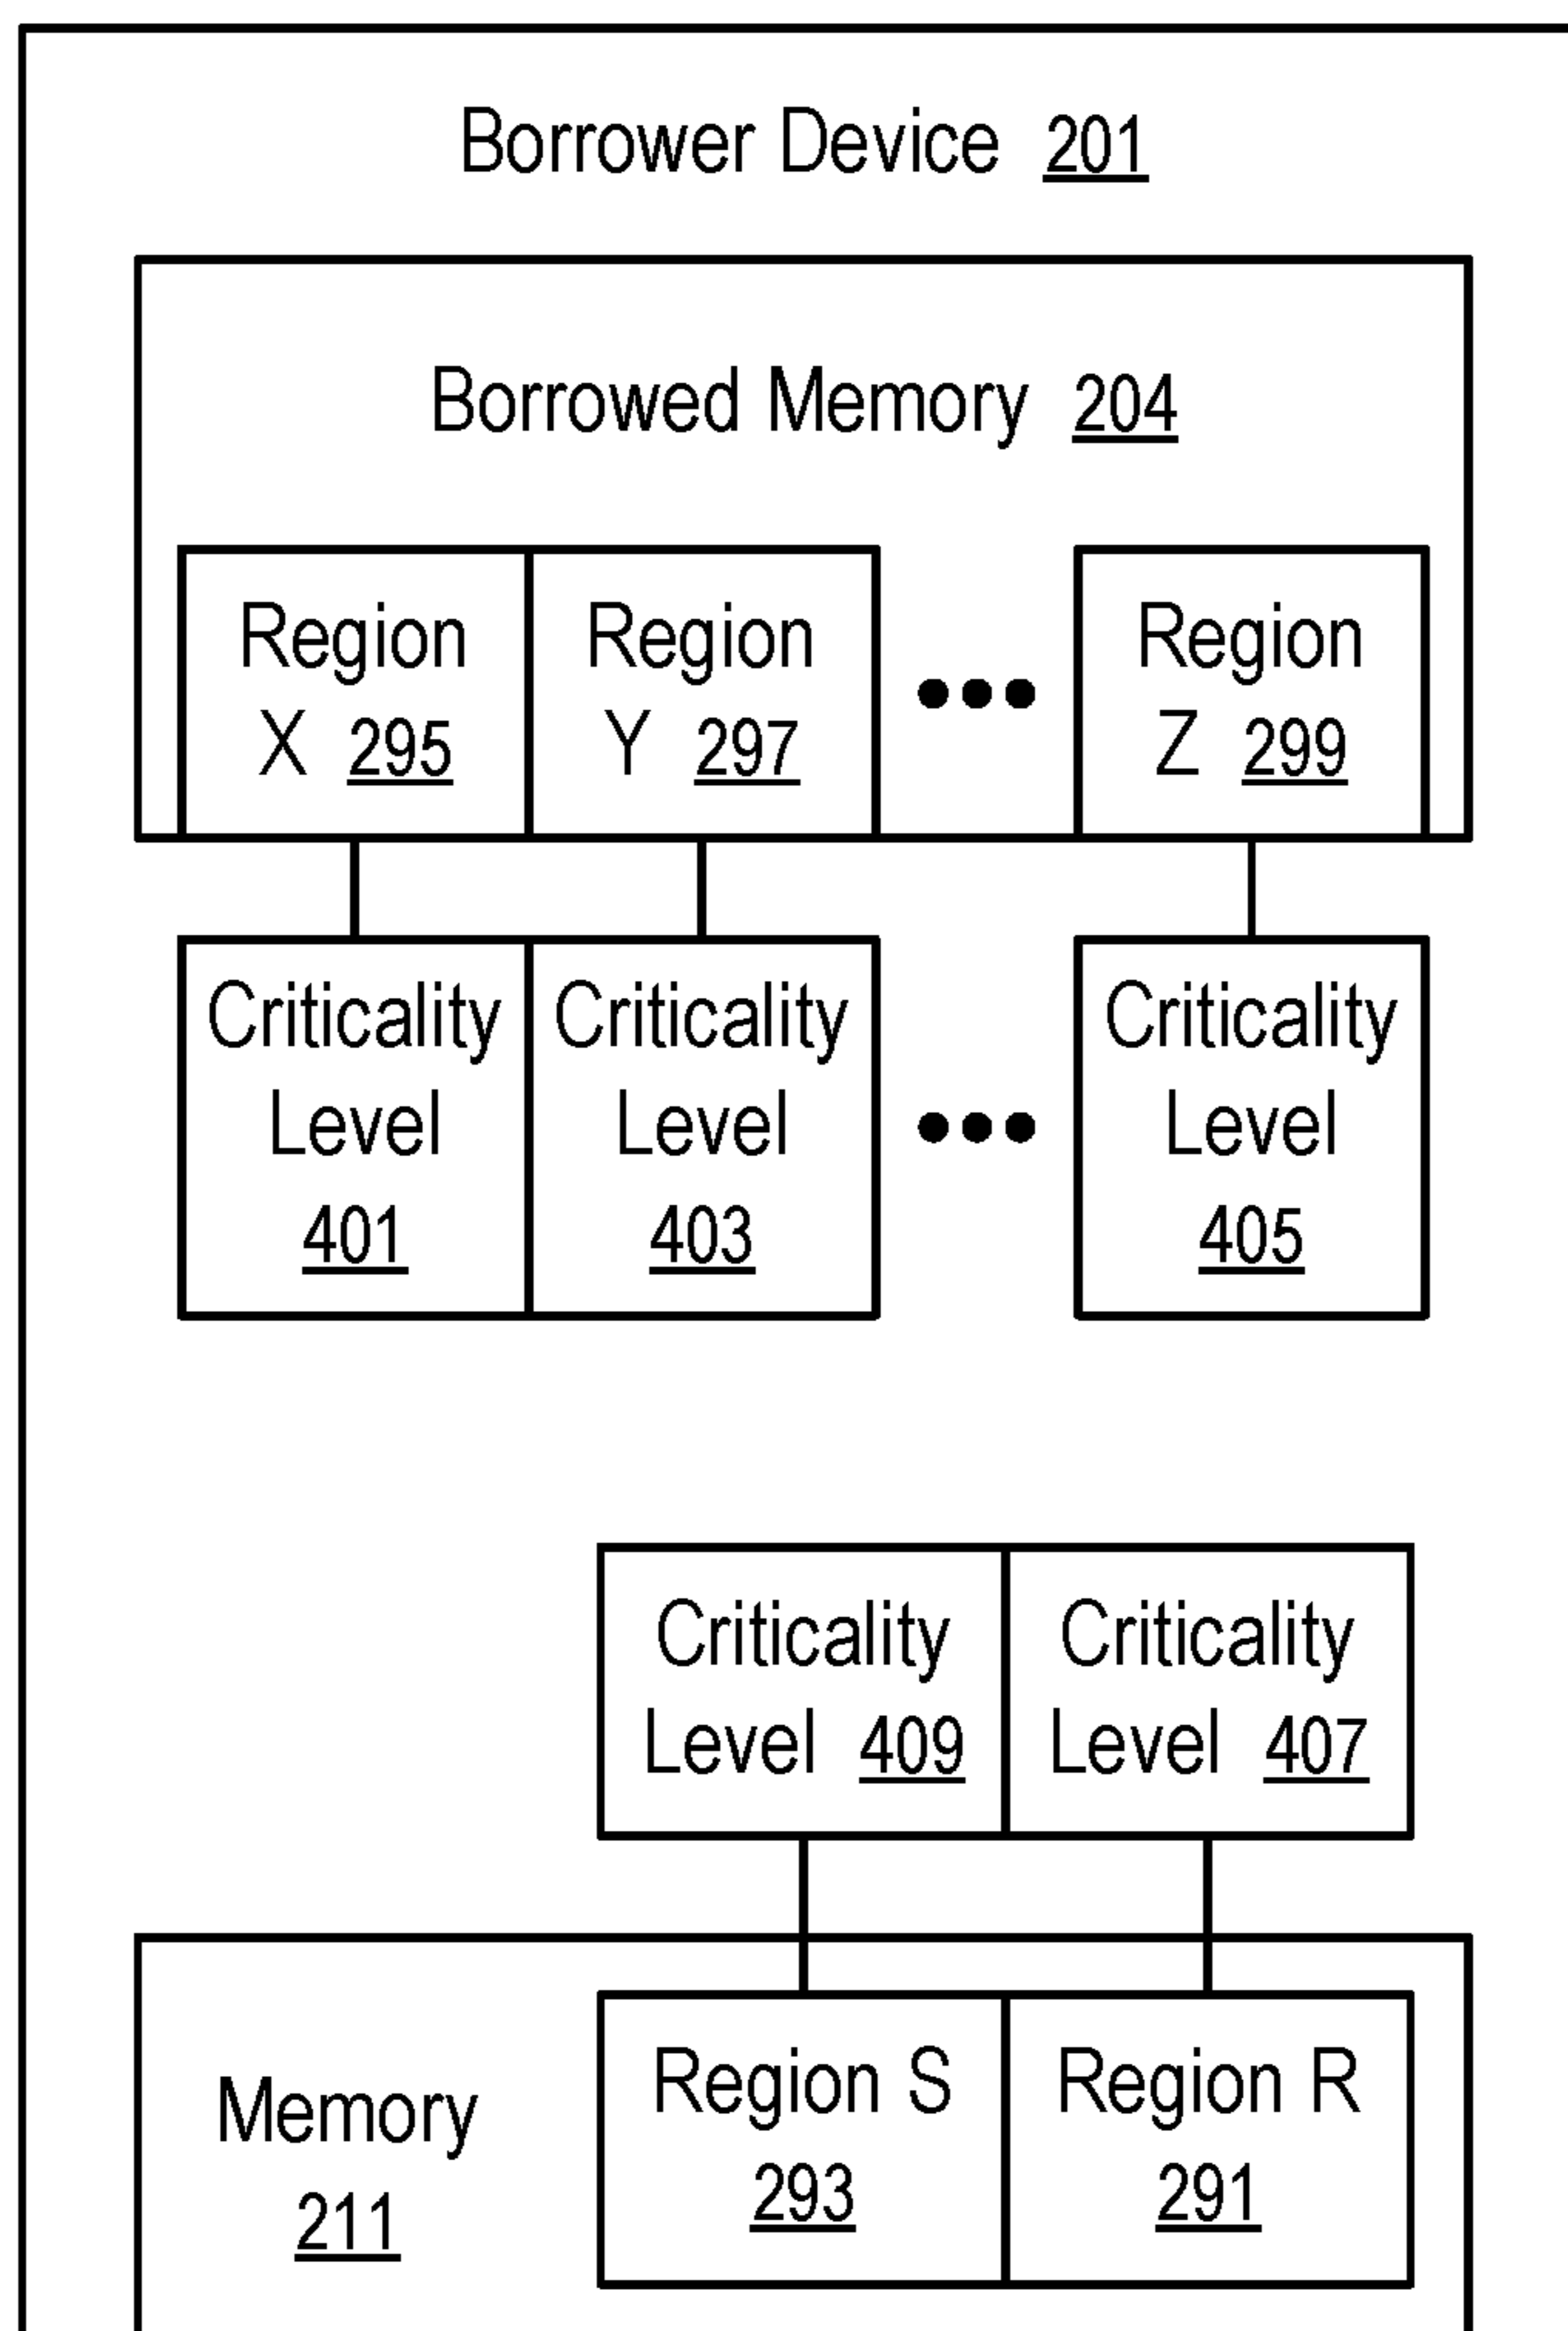 Borrower Device 201
Borrowed Memory 204
Region Region Region
X 295 Y 297 Z 299
Criticality Criticality Criticality
Level Level Level
401 403 405
Criticality Criticality
Level 409 Level 407
Region S Region R
Memory
293 291
211